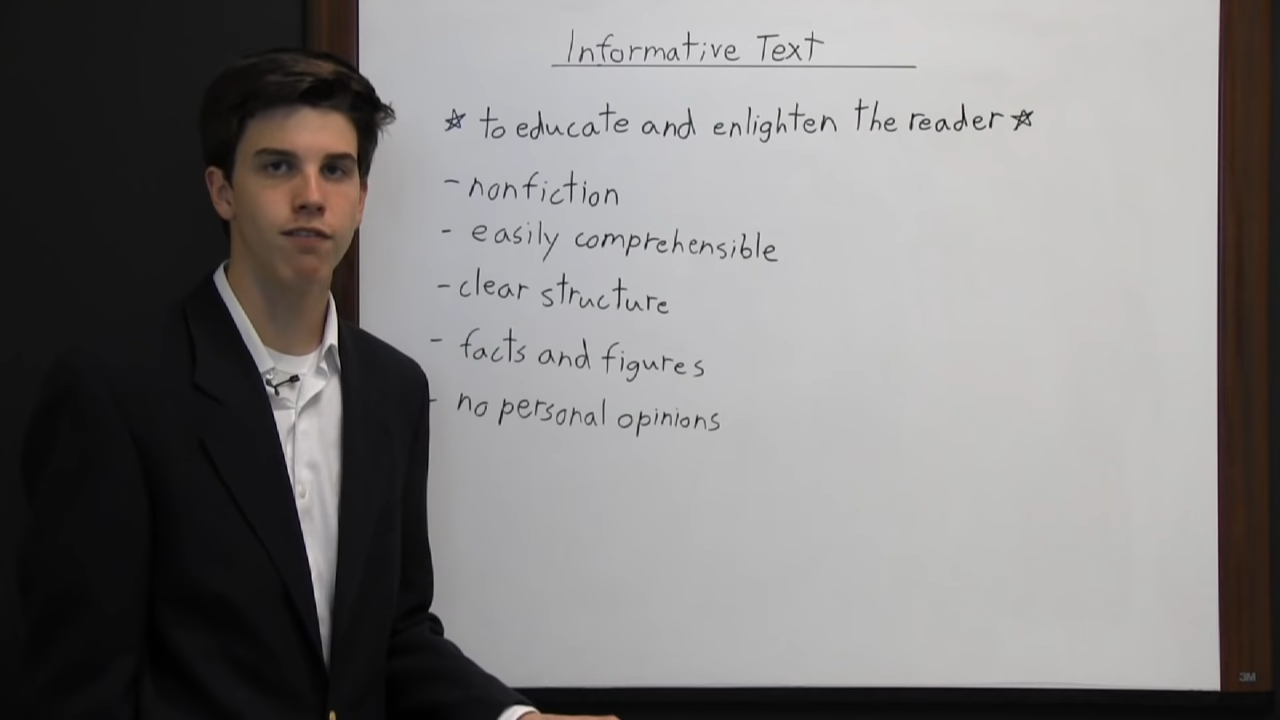 Informative Text
☆ to educate and enlighten the reader ☆
- nonfiction
- easily comprehensible
- clear structure
- facts and figures
- no personal opinions
3M